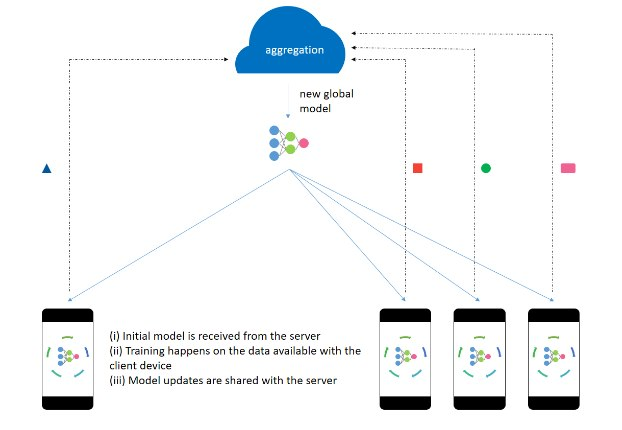 aggregation
new global
model
(i) Initial model is received from the server
(ii) Training happens on the data available with the
client device
(iii) Model updates are shared with the server